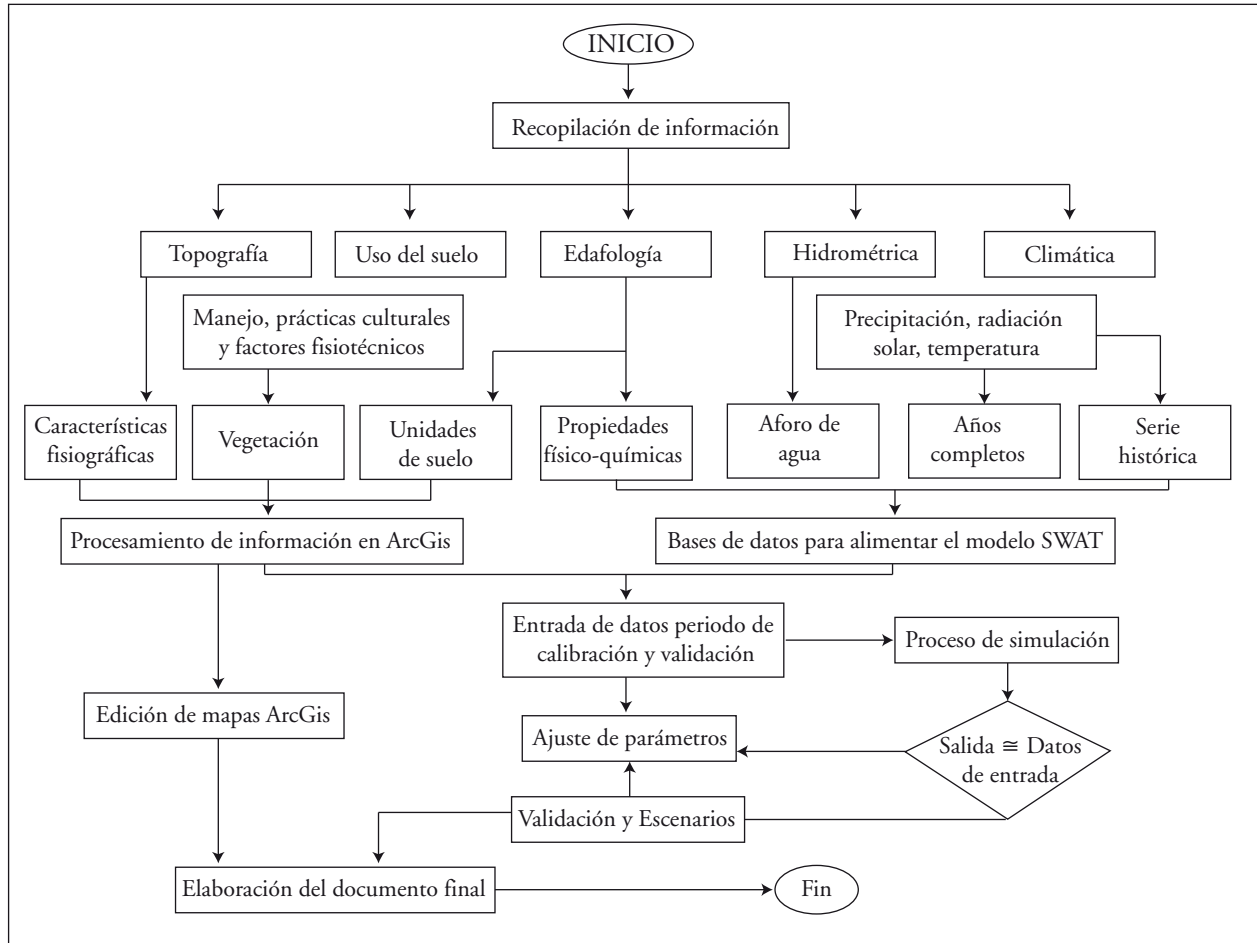 INICIO
Recopilación de información
Topografía
Uso del suelo
Edafología
Hidrométrica
Climática
Manejo, prácticas culturales
y factores fisiotécnicos
Precipitación, radiación
solar, temperatura
Características
fisiográficas
Vegetación
Unidades
de suelo
Propiedades
físico-químicas
Aforo de
agua
Años
completos
Serie
histórica
Procesamiento de información en ArcGis
Bases de datos para alimentar el modelo SWAT
Entrada de datos periodo de
calibración y validación
Proceso de simulación
Edición de mapas ArcGis
Ajuste de parámetros
Salida ≅ Datos
de entrada
Validación y Escenarios
Elaboración del documento final
Fin